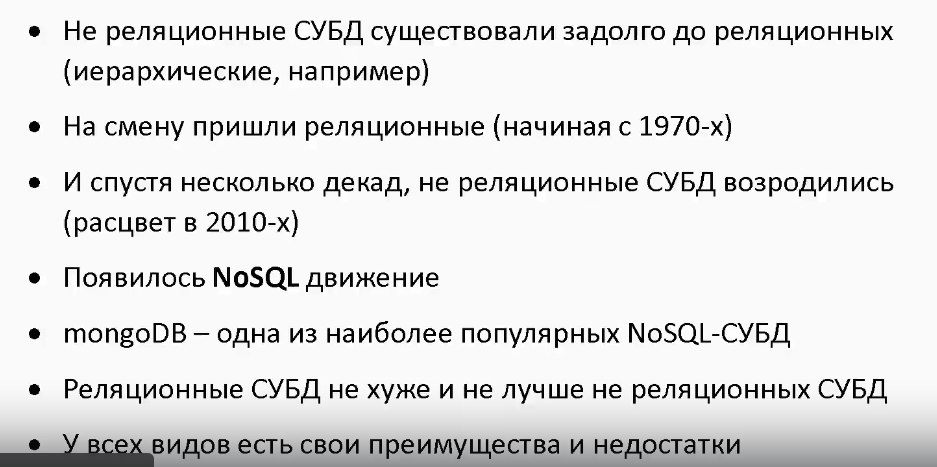 • Не реляционные СУБД существовали задолго до реляционных
(иерархические, например)
• На смену пришли реляционные (начиная с 1970-х)
• И спустя несколько декад, не реляционные СУБД возродились
(расцвет в 2010-х)
• Появилось NoSQL движение
• mongoDB – одна из наиболее популярных NoSQL-СУБД
• Реляционные СУБД не хуже и не лучше не реляционных СУБД
• У всех видов есть свои преимущества и недостатки